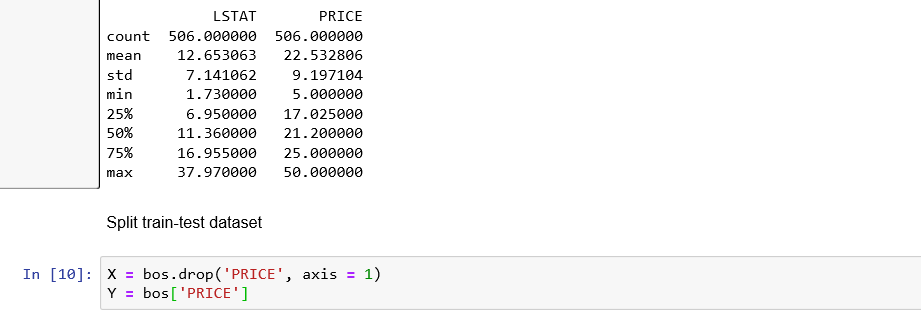 LSTAT PRICE
count 506.000000 506.000000
mean 12.653063 22.532806
std 7.141062 9.197104
min 1.730000 5.000000
25% 6.950000 17.025000
50% 11.360000 21.200000
75% 16.955000 25.000000
max 37.970000 50.000000
Split train-test dataset
In [10]: X = bos.drop('PRICE', axis = 1)
Y = bos['PRICE']